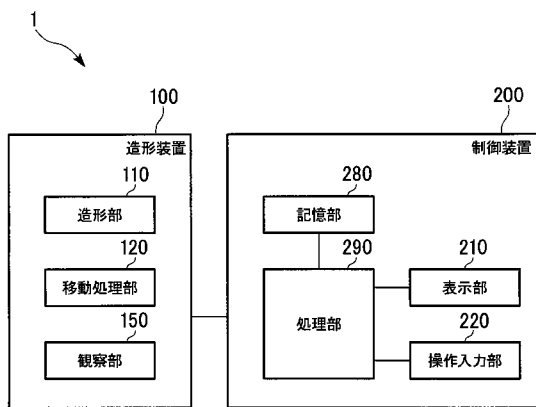 1
100
造形装置
110
造形部
120
移動処理部
150
観察部
200
制御装置
280
記憶部
290
処理部
210
表示部
220
操作入力部